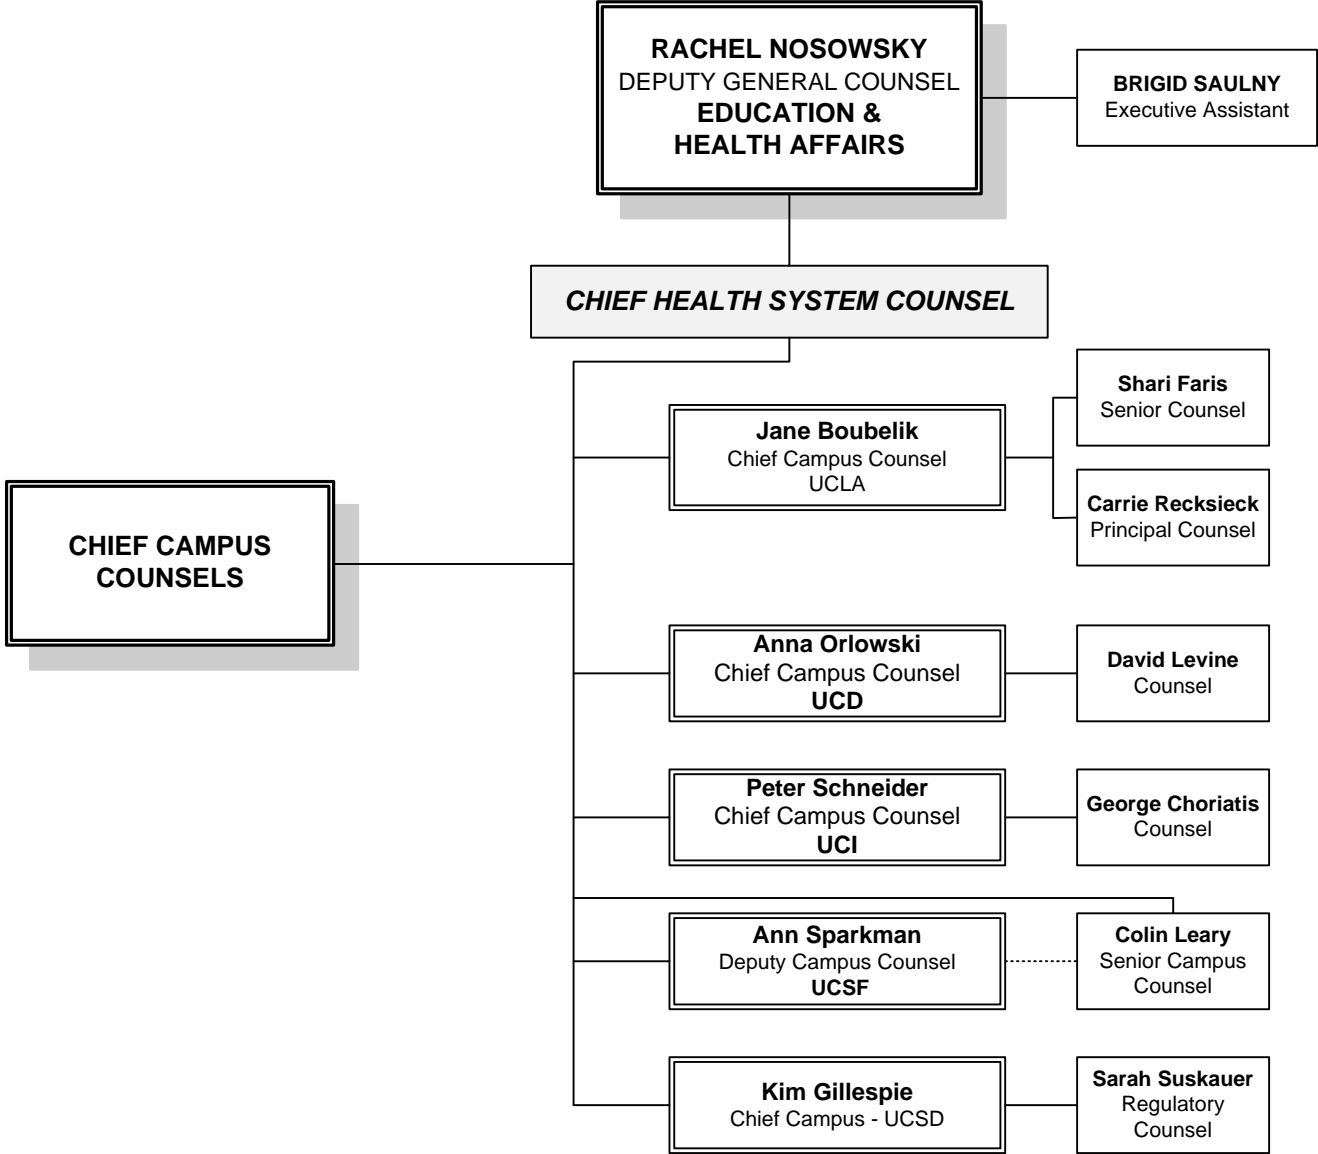 RACHEL NOSOWSKY
DEPUTY GENERAL COUNSEL
EDUCATION &
HEALTH AFFAIRS
BRIGID SAULNY
Executive Assistant
CHIEF HEALTH SYSTEM COUNSEL
CHIEF CAMPUS
COUNSELS
Jane Boubelik
Chief Campus Counsel
UCLA
Shari Faris
Senior Counsel
Carrie Recksieck
Principal Counsel
Anna Orlowski
Chief Campus Counsel
UCD
David Levine
Counsel
Peter Schneider
Chief Campus Counsel
UCI
George Choriatis
Counsel
Ann Sparkman
Deputy Campus Counsel
UCSF
Colin Leary
Senior Campus
Counsel
Kim Gillespie
Chief Campus - UCSD
Sarah Suskauer
Regulatory
Counsel